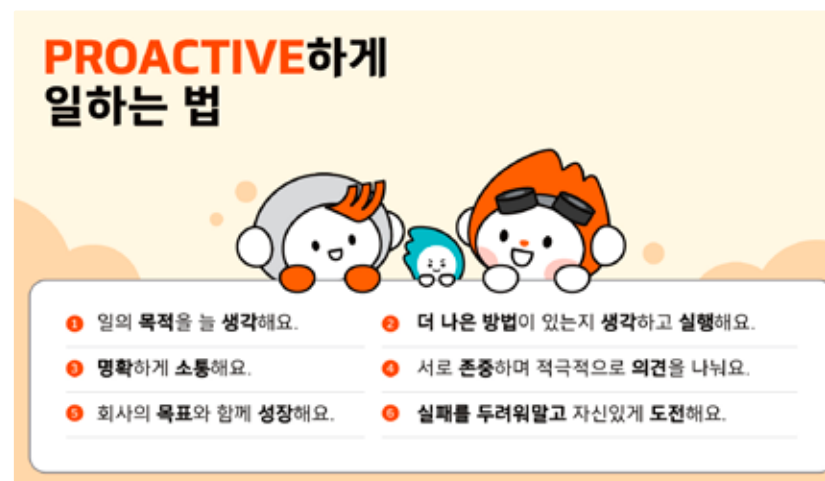 PROACTIVE하게
일하는 법
1 일의 목적을 늘 생각해요.
2 더 나은 방법이 있는지 생각하고 실행해요.
3 명확하게 소통해요.
4 서로 존중하며 적극적으로 의견을 나눠요.
5 회사의 목표와 함께 성장해요.
6 실패를 두려워말고 자신있게 도전해요.